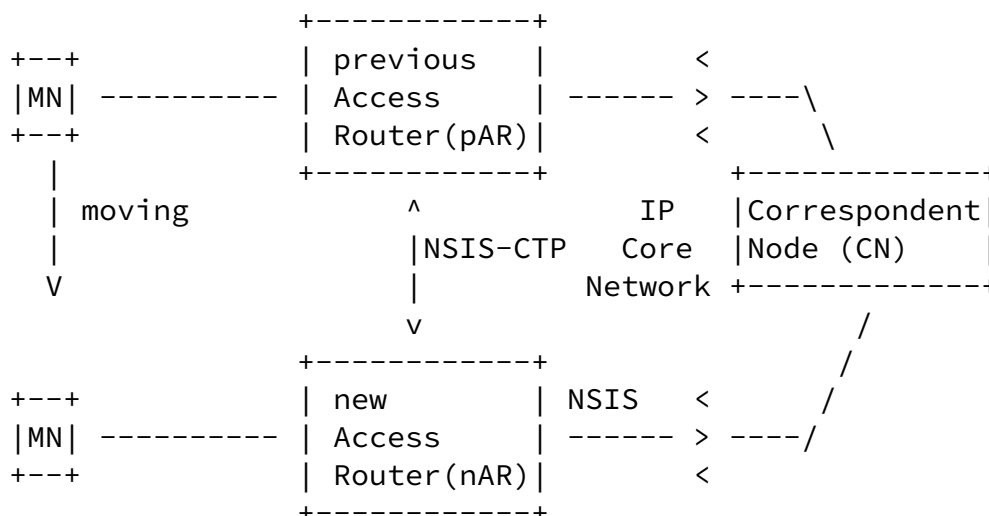 +------------+
+--+ | previous | <
|MN| ---------- | Access | ------ > ----\
+--+ | Router(pAR)| < \
| +------------+ +-------------+
| moving ^ IP |Correspondent|
| |NSIS-CTP Core |Node (CN) |
V | Network +-------------+
v /
+------------+ /
+--+ | new | NSIS < /
|MN| ---------- | Access | ------ > ----/
+--+ | Router(nAR)| <
+------------+